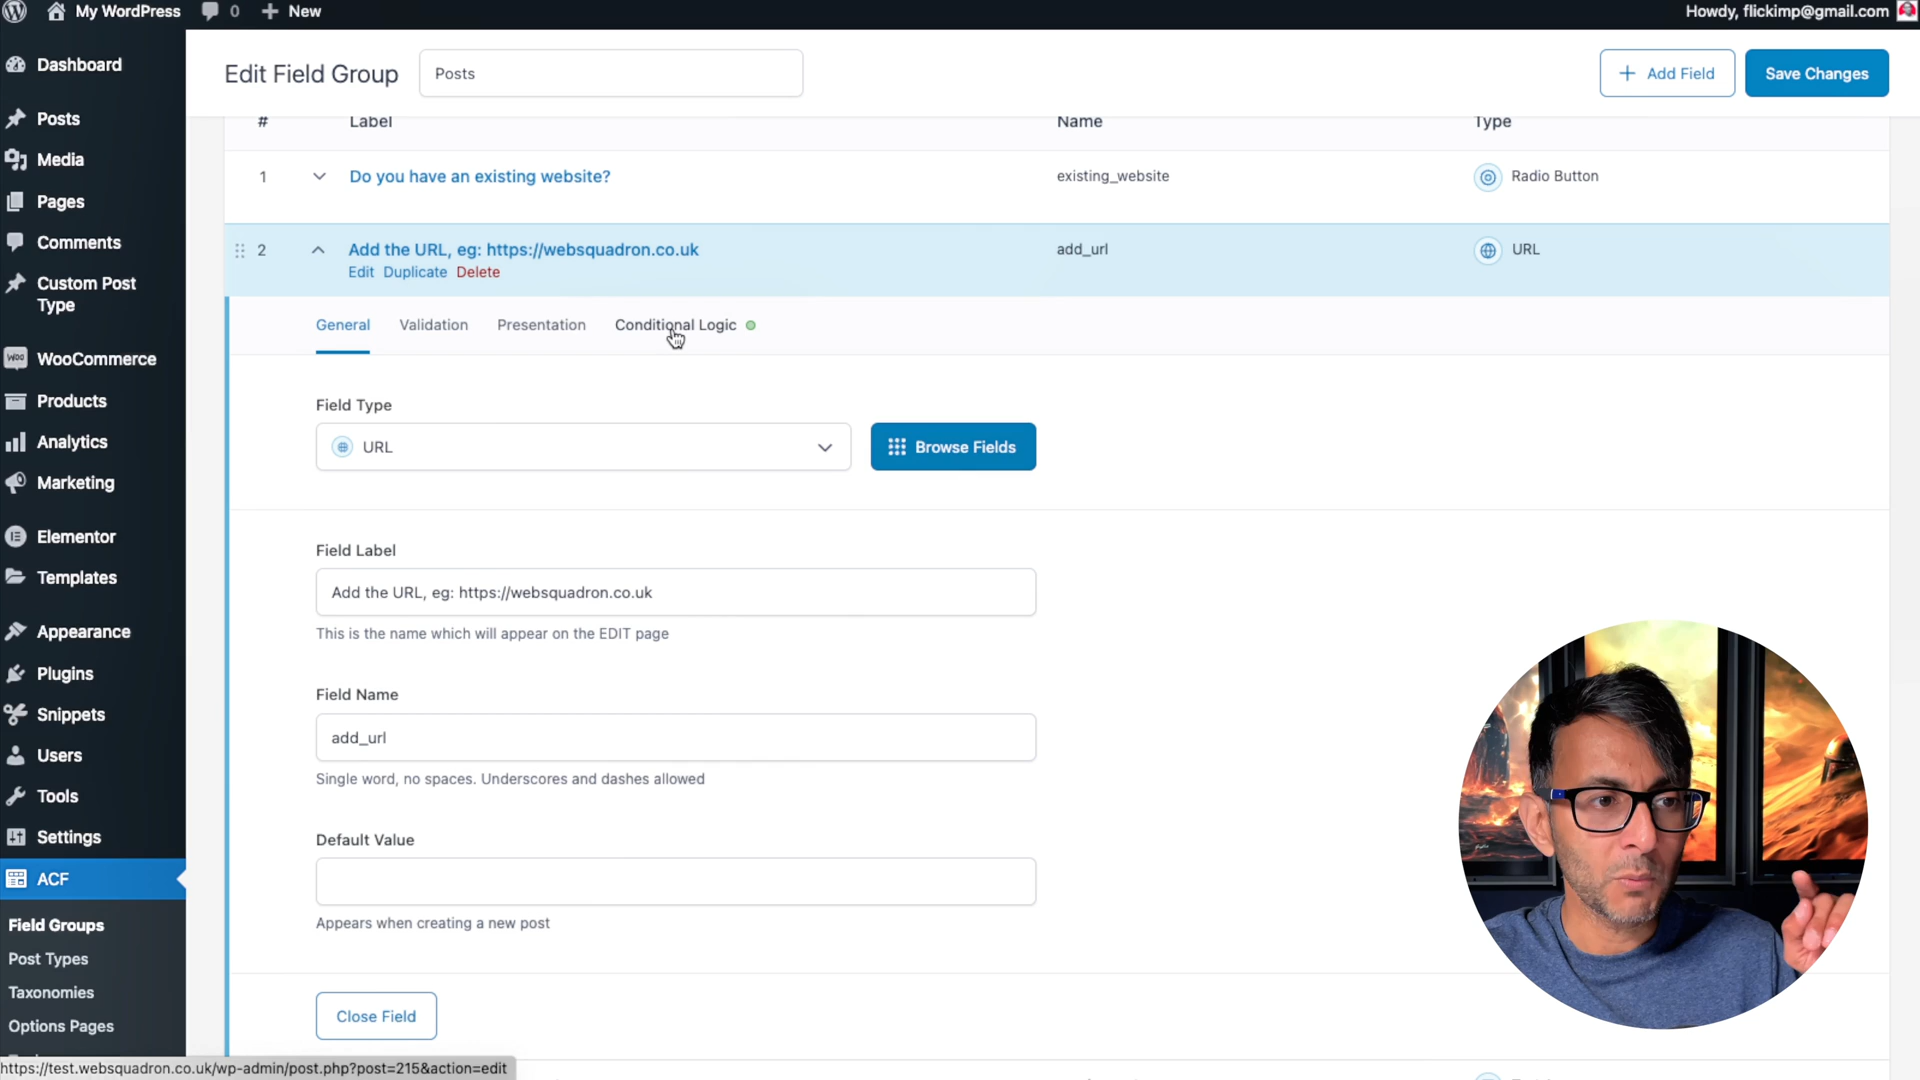 My WordPress 0 + New Howdy, flickimp@gmail.com
Dashboard
Posts
Media
Pages
Comments
Custom Post
Type
WooCommerce
Products
Analytics
Marketing
Elementor
Templates
Appearance
Plugins
Snippets
Users
Tools
Settings
ACF
Field Groups
Post Types
Taxonomies
Options Pages
Edit Field Group Posts + Add Field Save Changes
# Label Name Type
1 Do you have an existing website? existing_website Radio Button
2 Add the URL, eg: https://websquadron.co.uk add_url URL
Edit Duplicate Delete
General Validation Presentation Conditional Logic
Field Type
URL Browse Fields
Field Label
Add the URL, eg: https://websquadron.co.uk
This is the name which will appear on the EDIT page
Field Name
add_url
Single word, no spaces. Underscores and dashes allowed
Default Value
Appears when creating a new post
Close Field
https://test.websquadron.co.uk/wp-admin/post.php?post=215&action=edit